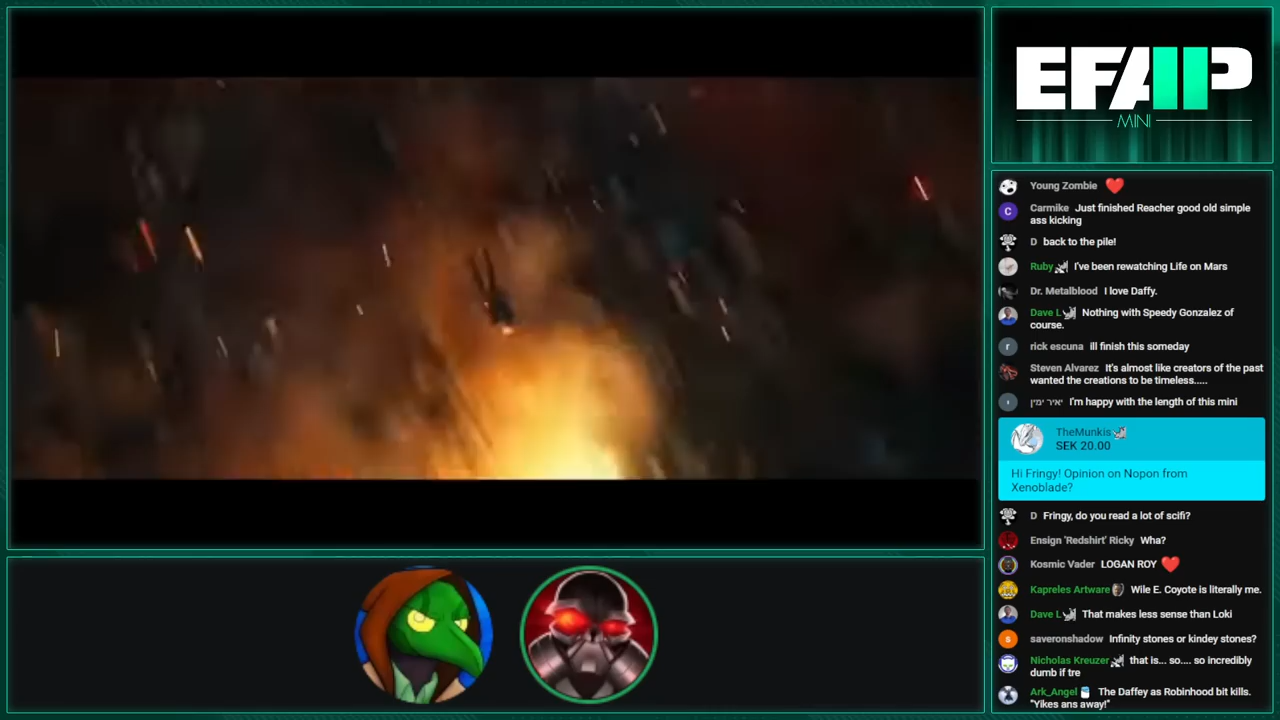 EFAP
MINI
Young Zombie ❤️
Carmike Just finished Reacher good old simple
ass kicking
D back to the pile!
Ruby I've been rewatching Life on Mars
Dr. Metalblood I love Daffy.
Dave L Nothing with Speedy Gonzalez of
course.
r rick escuna ill finish this someday
Steven Alvarez It's almost like creators of the past
wanted the creations to be timeless.....
יאיר ימין I'm happy with the length of this mini
TheMunkis
SEK 20.00
Hi Fringy! Opinion on Nopon from
Xenoblade?
D Fringy, do you read a lot of scifi?
Ensign 'Redshirt' Ricky Wha?
Kosmic Vader LOGAN ROY ❤️
Kapreles Artware Wile E. Coyote is literally me.
Dave L That makes less sense than Loki
s saveronshadow Infinity stones or kindey stones?
Nicholas Kreuzer that is... so.... so incredibly
dumb if tre
Ark_Angel The Daffey as Robinhood bit kills.
"Yikes ans away!"